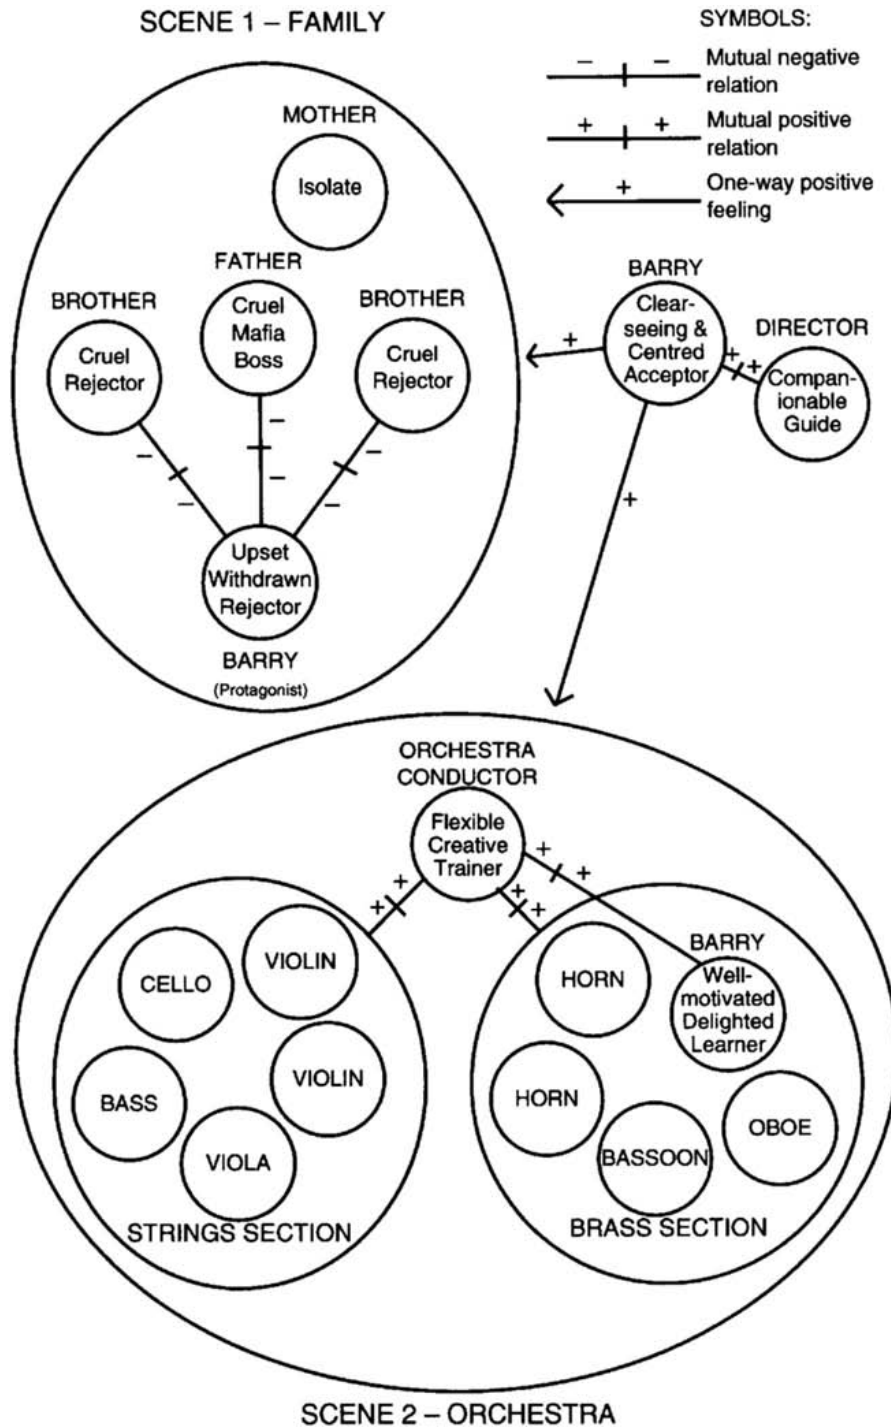 SCENE 1 – FAMILY
SYMBOLS:
– –
Mutual negative
relation
+ +
Mutual positive
relation
+
One-way positive
feeling
MOTHER
Isolate
FATHER
Cruel
Mafia
Boss
BROTHER
Cruel
Rejector
BROTHER
Cruel
Rejector
– –
– –
– –
Upset
Withdrawn
Rejector
BARRY
(Protagonist)
BARRY
Clear-
seeing &
Centred
Acceptor
DIRECTOR
Compan-
ionable
Guide
+
+ +
+
ORCHESTRA
CONDUCTOR
Flexible
Creative
Trainer
+ +
+ +
+ +
CELLO
VIOLIN
VIOLIN
BASS
VIOLA
STRINGS SECTION
HORN
BARRY
Well-
motivated
Delighted
Learner
HORN
OBOE
BASSOON
BRASS SECTION
SCENE 2 – ORCHESTRA